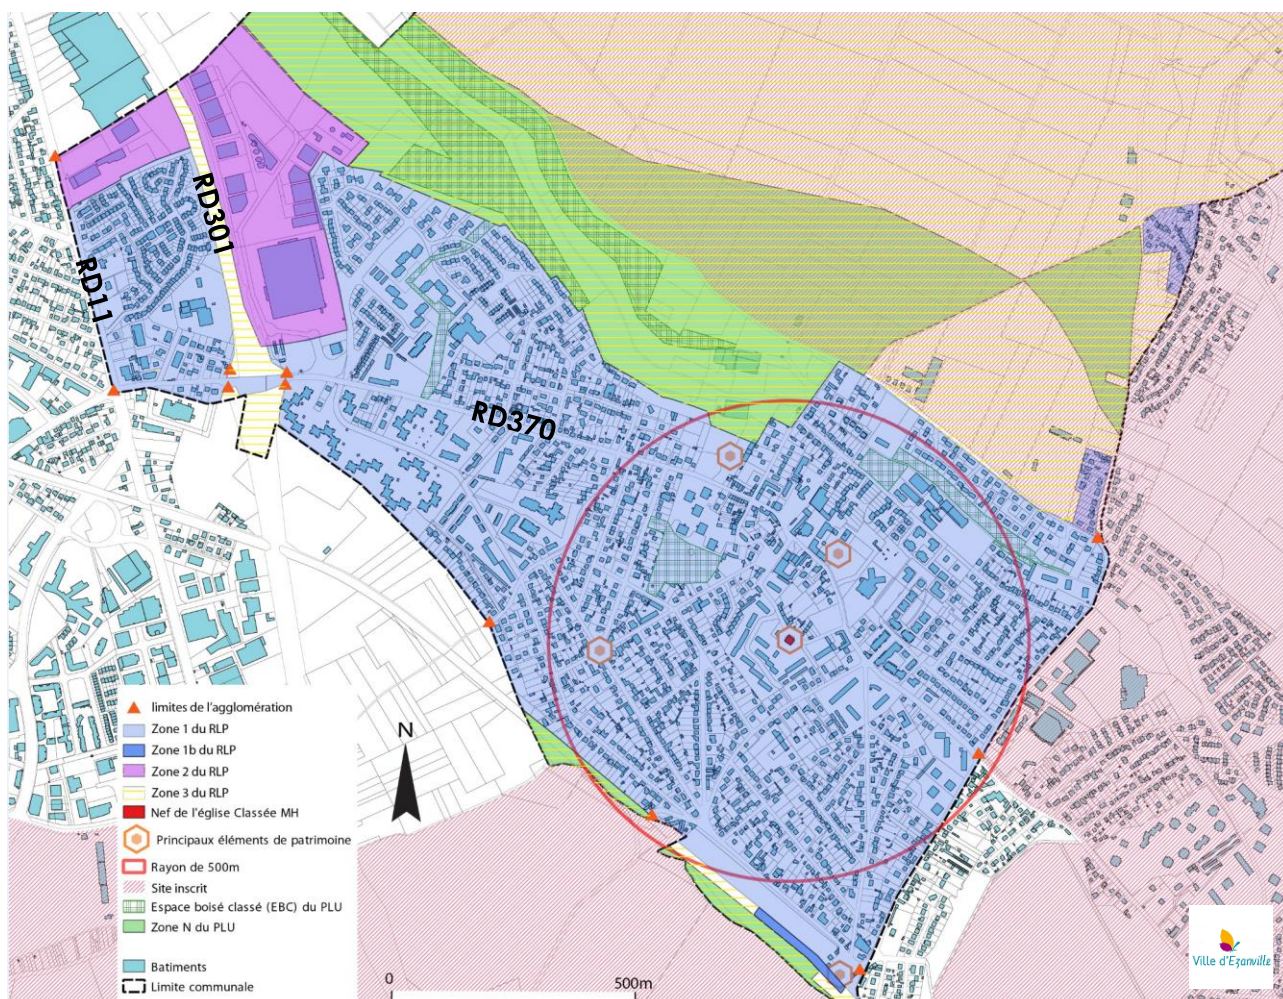 RD301
RD11
RD370
limites de l'agglomération
Zone 1 du RLP
Zone 1b du RLP
Zone 2 du RLP
Zone 3 du RLP
Nef de l'église Classée MH
Principaux éléments de patrimoine
Rayon de 500m
Site inscrit
Espace boisé classé (EBC) du PLU
Zone N du PLU
Batiments
Limite communale
N
0
500m
Ville d'Ezanville